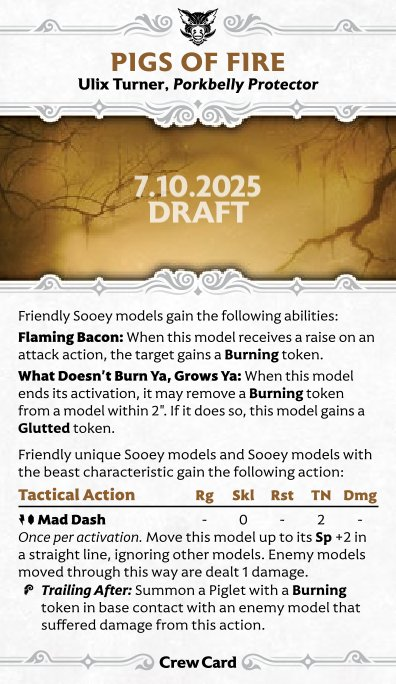 PIGS OF FIRE
Ulix Turner, Porkbelly Protector
7.10.2025
DRAFT
Friendly Sooey models gain the following abilities:
Flaming Bacon: When this model receives a raise on an
attack action, the target gains a Burning token.
What Doesn't Burn Ya, Grows Ya: When this model
ends its activation, it may remove a Burning token
from a model within 2". If it does so, this model gains a
Glutted token.
Friendly unique Sooey models and Sooey models with
the beast characteristic gain the following action:
Tactical Action Rg Skl Rst TN Dmg
Mad Dash - 0 - 2 -
Once per activation. Move this model up to its Sp +2 in
a straight line, ignoring other models. Enemy models
moved through this way are dealt 1 damage.
Trailing After: Summon a Piglet with a Burning
token in base contact with an enemy model that
suffered damage from this action.
Crew Card